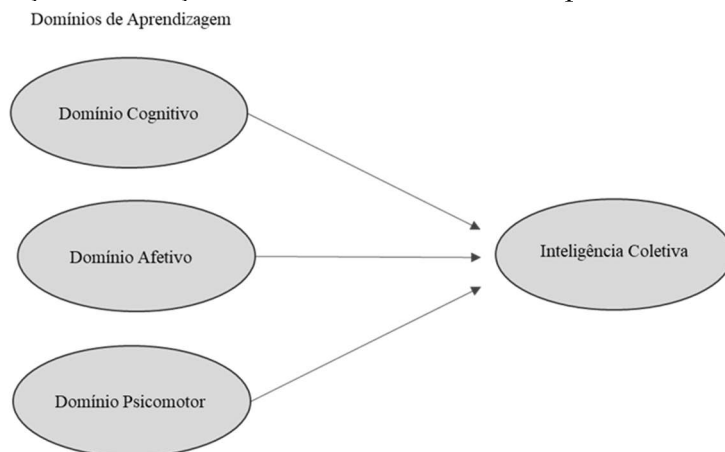 Domínios de Aprendizagem
Domínio Cognitivo
Domínio Afetivo
Inteligência Coletiva
Domínio Psicomotor